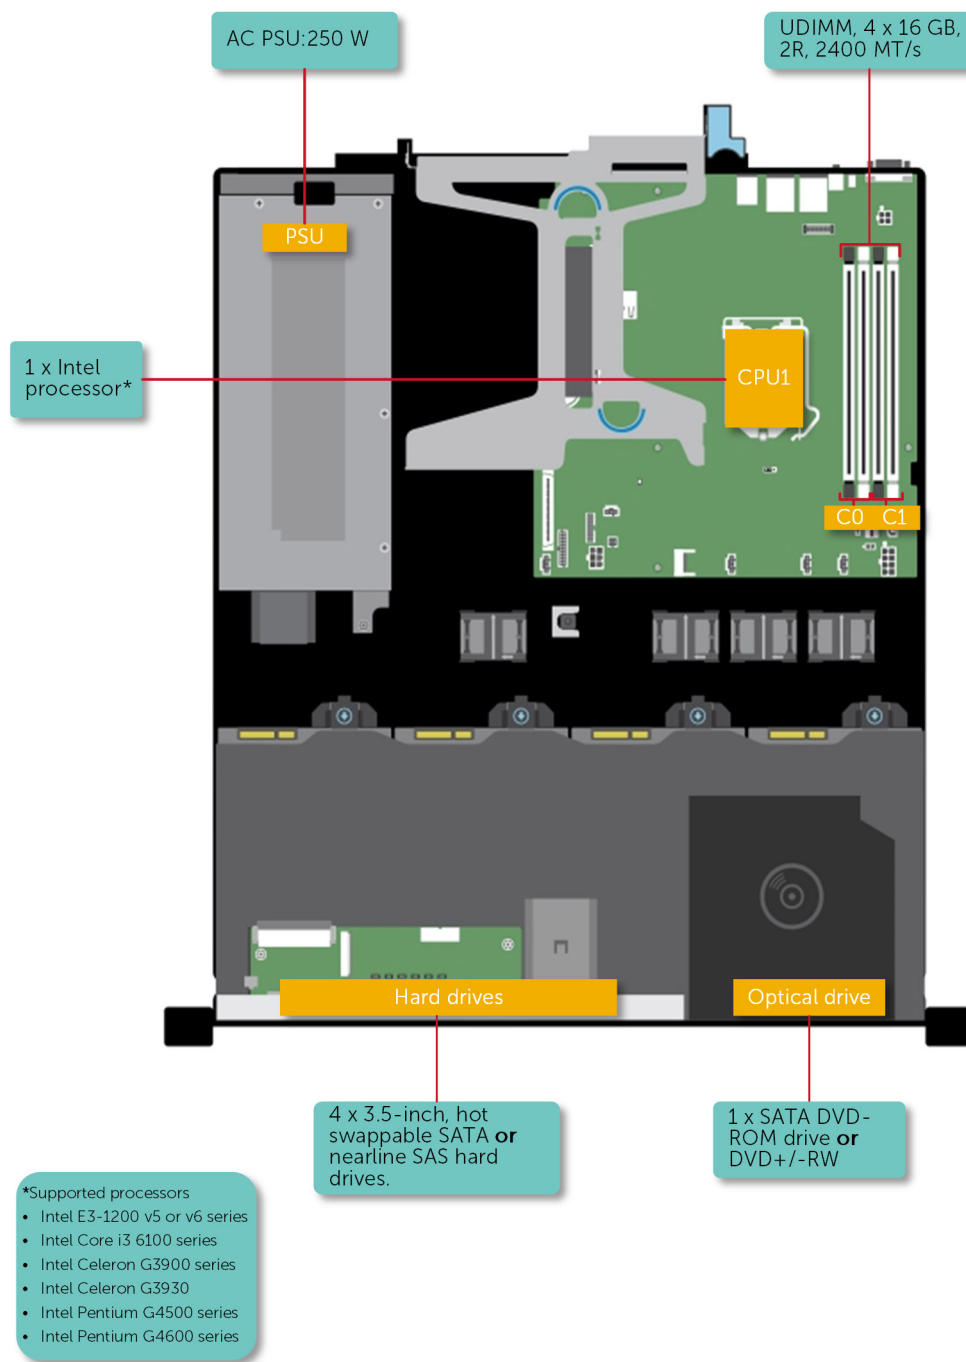 AC PSU:250 W
UDIMM, 4 x 16 GB,
2R, 2400 MT/s
PSU
1 x Intel
processor*
CPU1
C0
C1
Hard drives
Optical drive
4 x 3.5-inch, hot
swappable SATA or
nearline SAS hard
drives.
1 x SATA DVD-
ROM drive or
DVD+/-RW
*Supported processors
• Intel E3-1200 v5 or v6 series
• Intel Core i3 6100 series
• Intel Celeron G3900 series
• Intel Celeron G3930
• Intel Pentium G4500 series
• Intel Pentium G4600 series